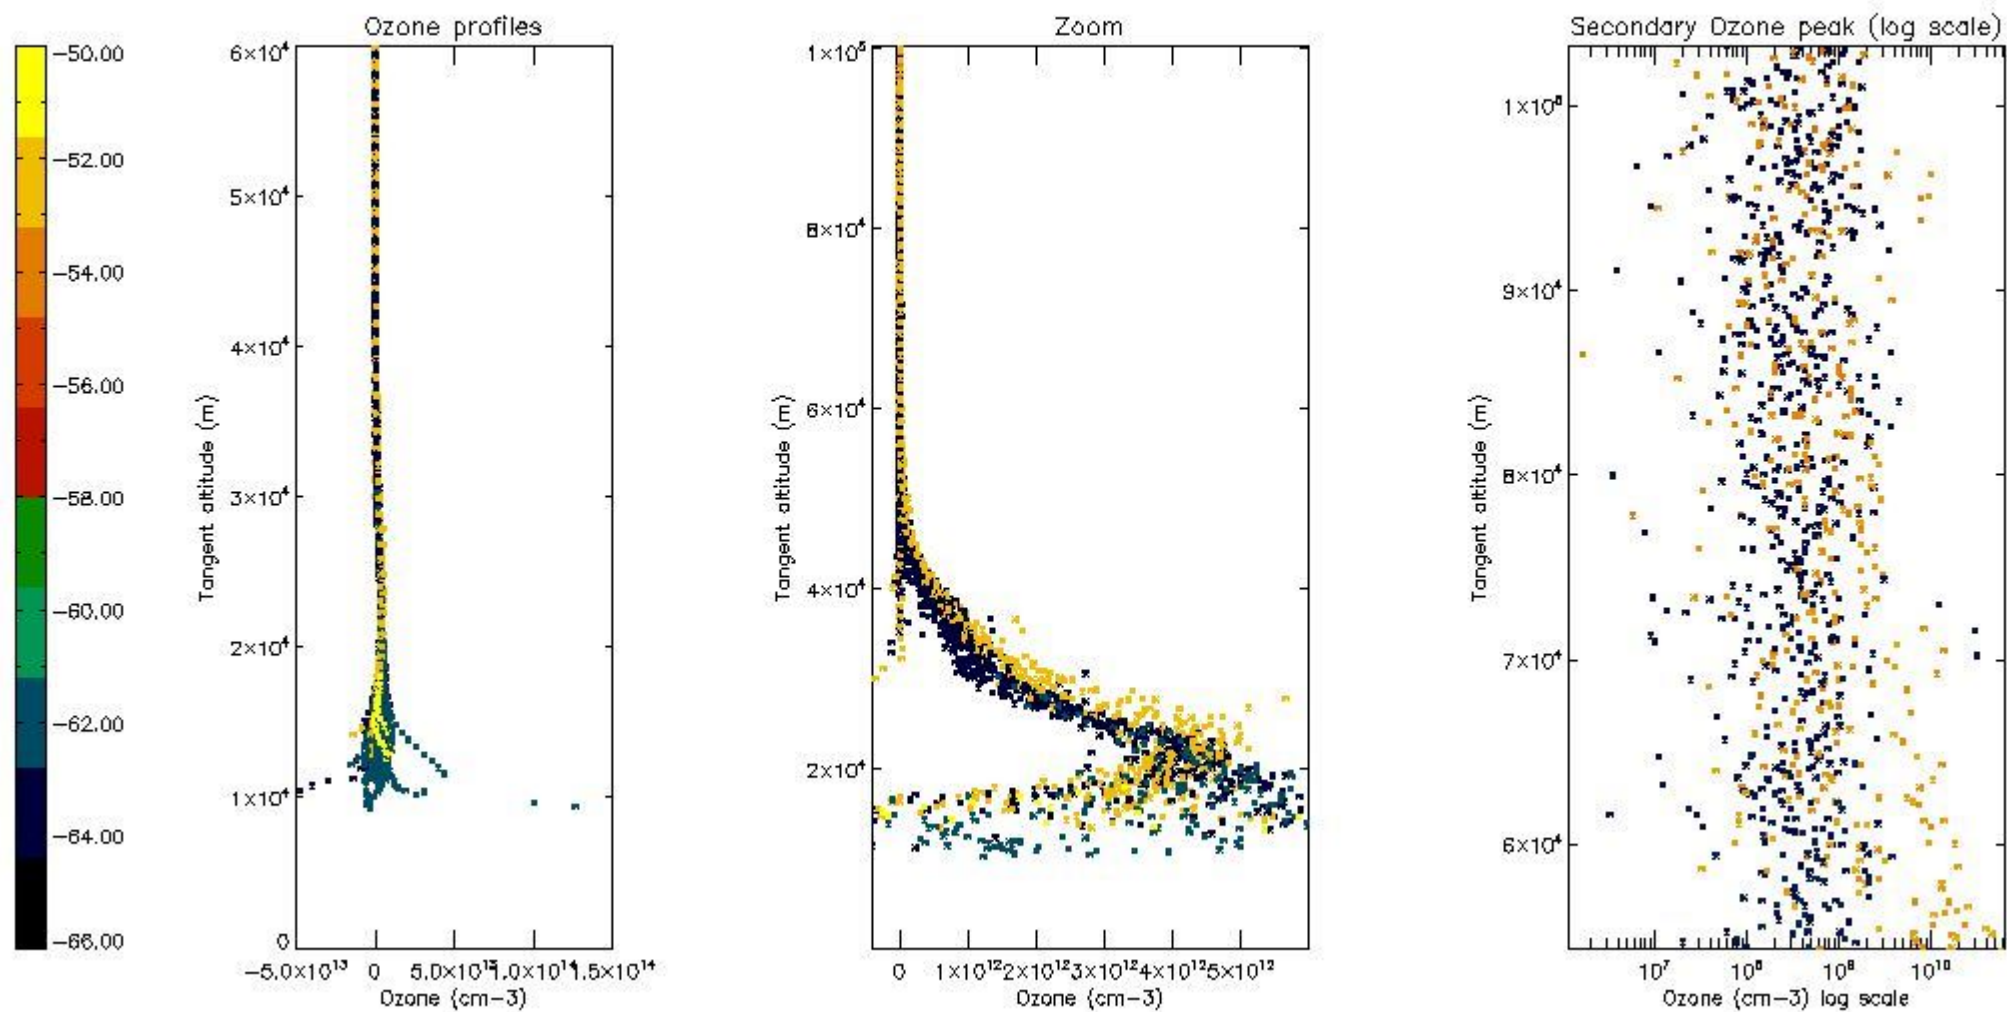 Ozone profiles
Zoom
Secondary Ozone peak (log scale)
−50.00
−52.00
−54.00
−56.00
−58.00
−60.00
−62.00
−64.00
−66.00
6×10⁴
5×10⁴
4×10⁴
3×10⁴
2×10⁴
1×10⁴
0
Tangent altitude (m)
−5.0×10¹³ 0 5.0×10¹³ 1.0×10¹⁴ 1.5×10¹⁴
Ozone (cm−3)
1×10⁵
8×10⁴
6×10⁴
4×10⁴
2×10⁴
Tangent altitude (m)
0 1×10¹² 2×10¹² 3×10¹² 4×10¹² 5×10¹²
Ozone (cm−3)
1×10⁵
9×10⁴
8×10⁴
7×10⁴
6×10⁴
Tangent altitude (m)
10⁷ 10⁸ 10⁹ 10¹⁰
Ozone (cm−3) log scale